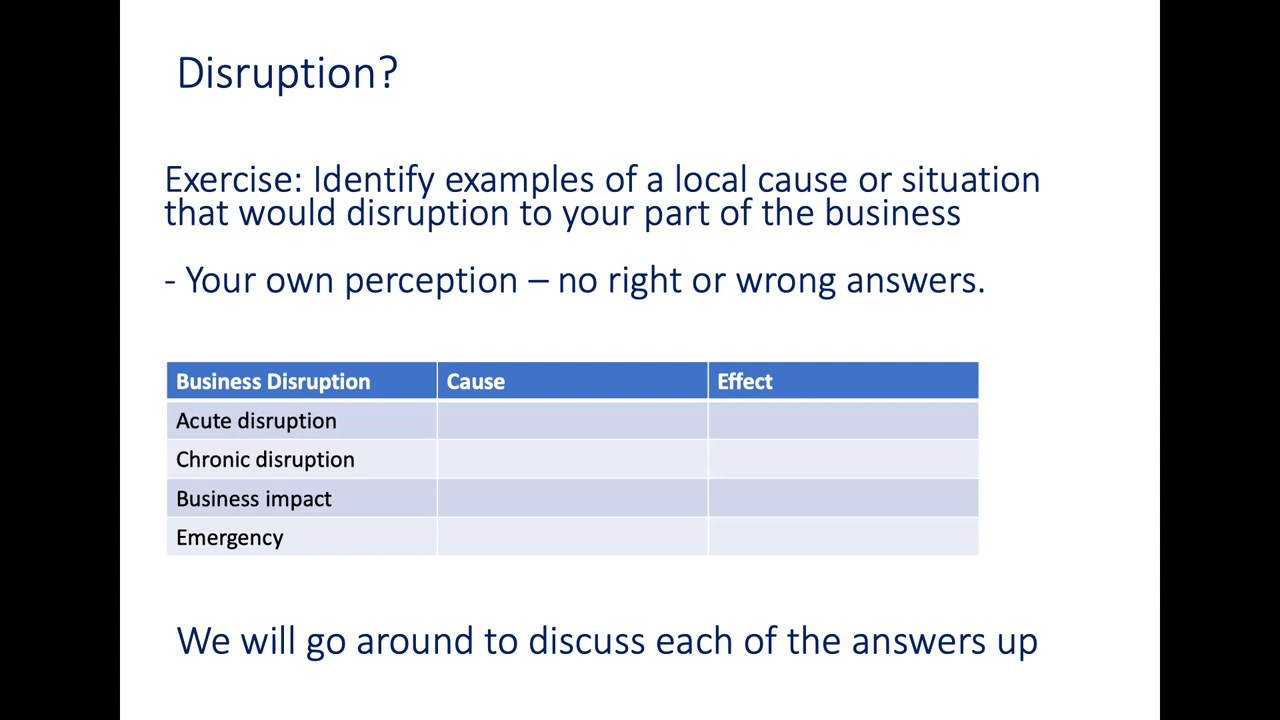 Disruption?
Exercise: Identify examples of a local cause or situation
that would disruption to your part of the business
- Your own perception – no right or wrong answers.
Business Disruption Cause Effect
Acute disruption
Chronic disruption
Business impact
Emergency
We will go around to discuss each of the answers up